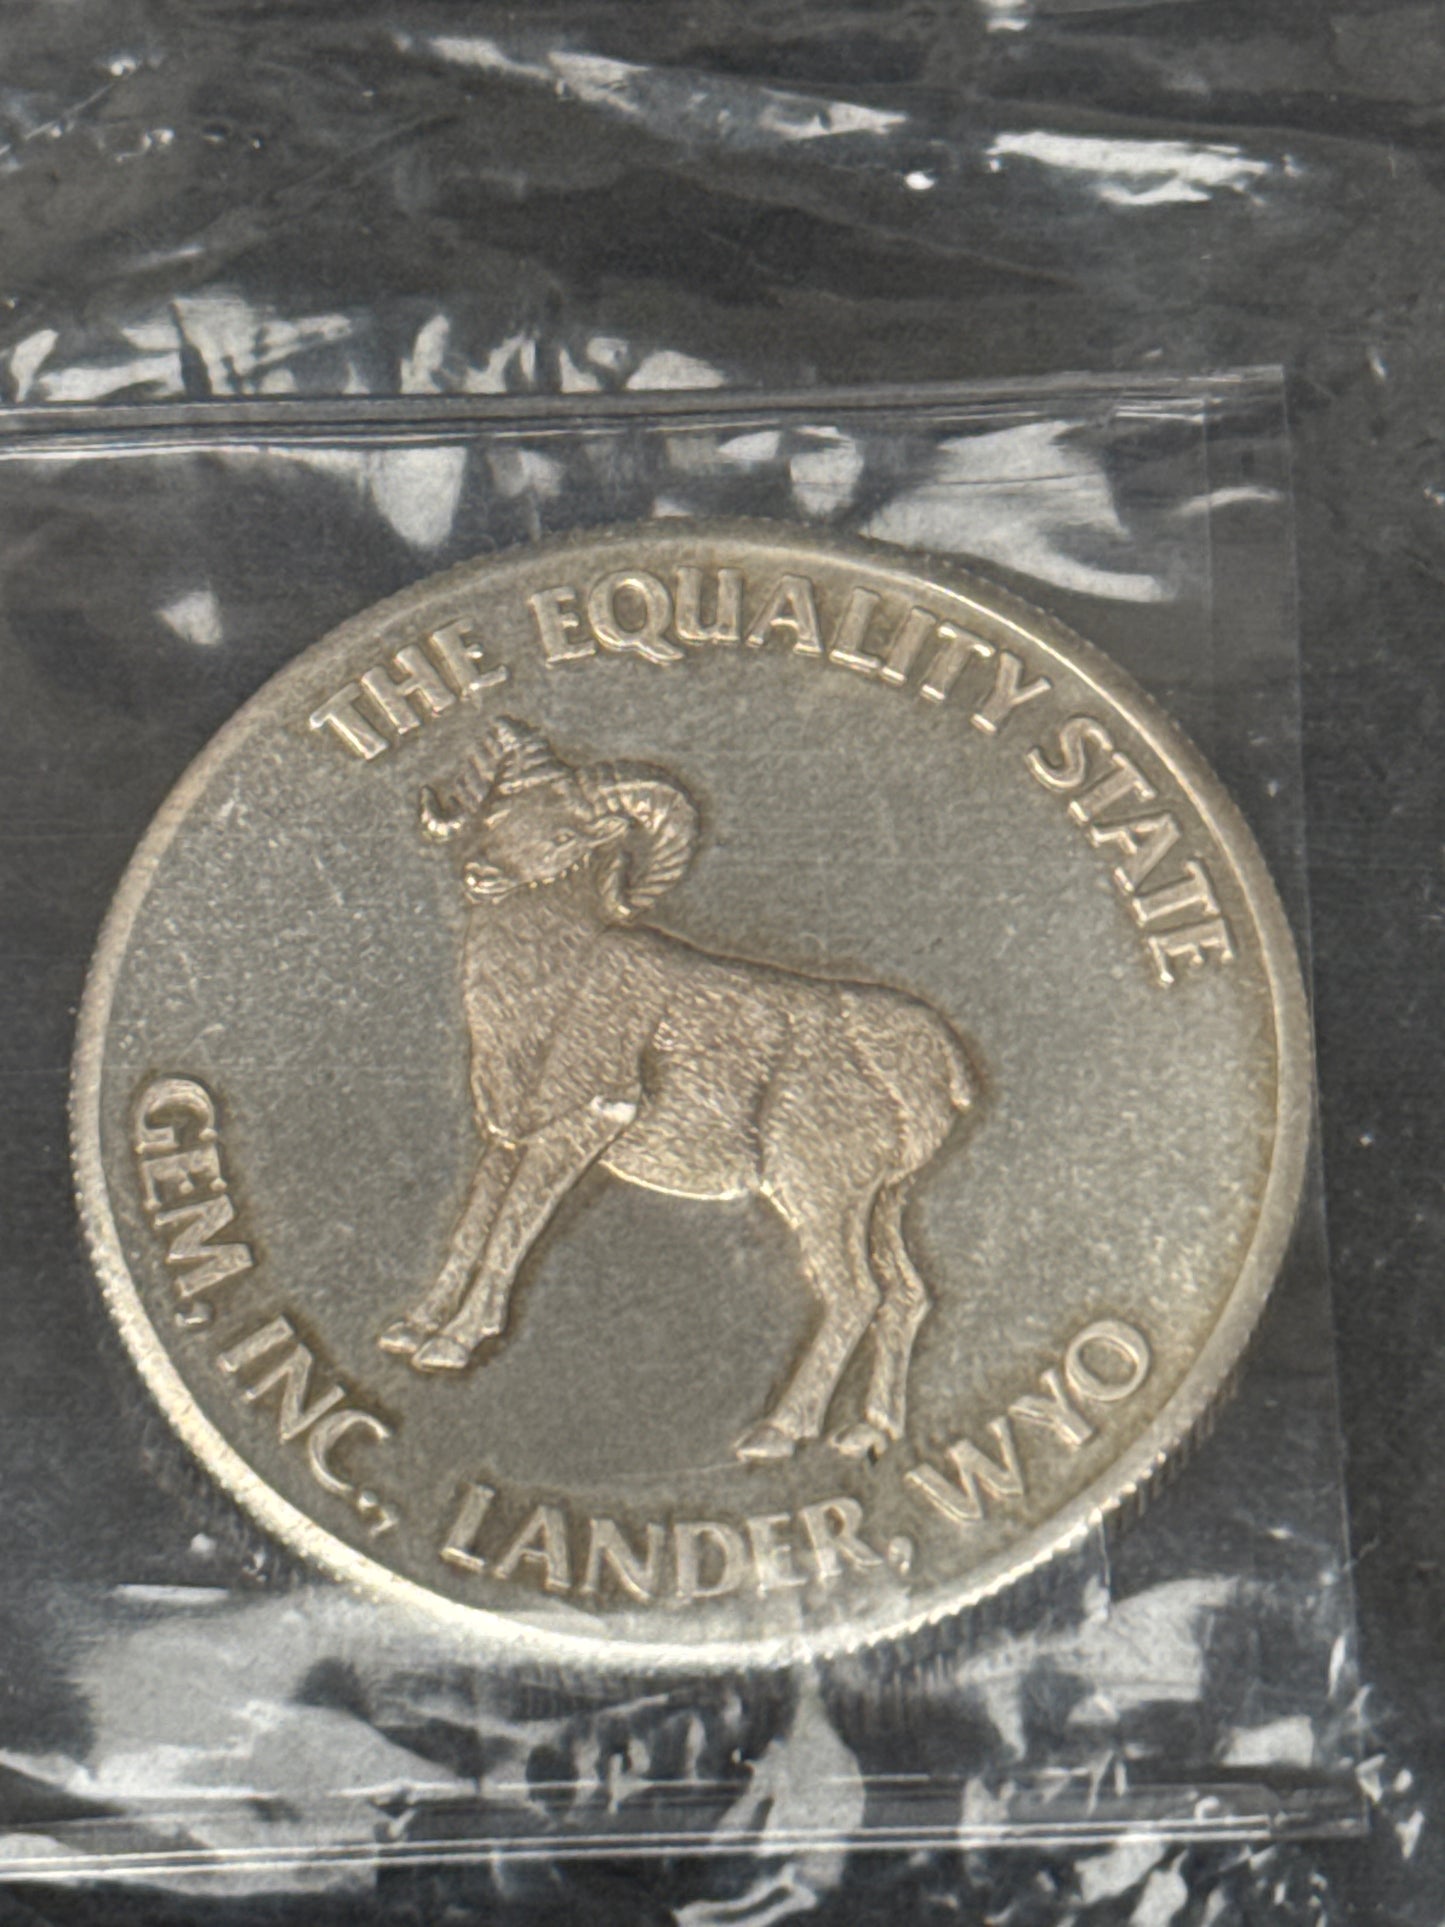 THE EQUALITY STATE
GEM, INC., LANDER, WYO